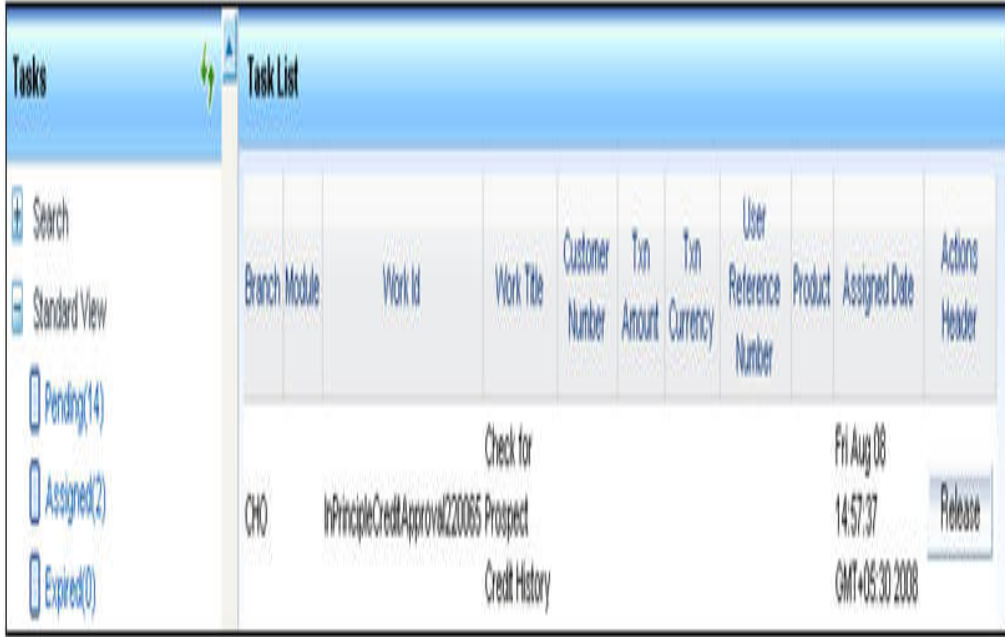 Tasks
Search
Standard View
Pending(14)
Assigned(2)
Expired(0)
Task List
Branch Module Work Id Work Title Customer Number Txn Amount Txn Currency User Reference Number Product Assigned Date Actions Header
CHO InPrincipleCreditApproval220065 Check for Prospect Credit History Fri Aug 08 14:57:37 GMT+05:30 2008 Release